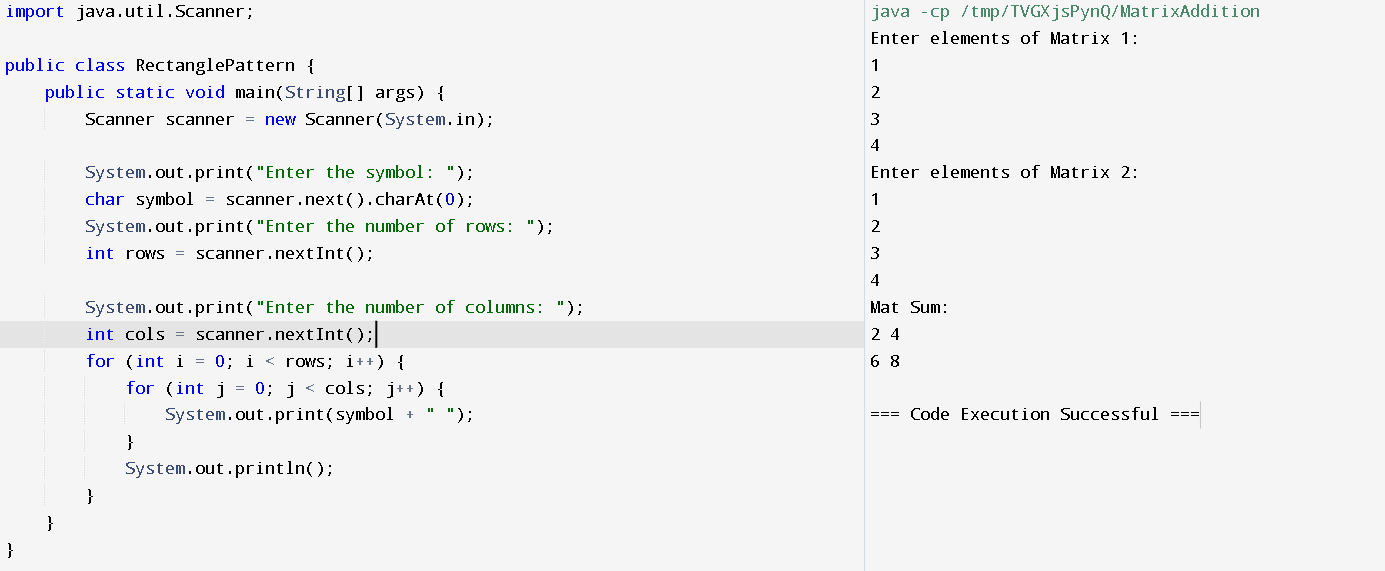 import java.util.Scanner;
public class RectanglePattern {
public static void main(String[] args) {
Scanner scanner = new Scanner(System.in);
System.out.print("Enter the symbol: ");
char symbol = scanner.next().charAt(0);
System.out.print("Enter the number of rows: ");
int rows = scanner.nextInt();
System.out.print("Enter the number of columns: ");
int cols = scanner.nextInt();
for (int i = 0; i < rows; i++) {
for (int j = 0; j < cols; j++) {
System.out.print(symbol + " ");
}
System.out.println();
}
}
}
java -cp /tmp/TVGXjsPynQ/MatrixAddition
Enter elements of Matrix 1:
1
2
3
4
Enter elements of Matrix 2:
1
2
3
4
Mat Sum:
2 4
6 8
=== Code Execution Successful ===